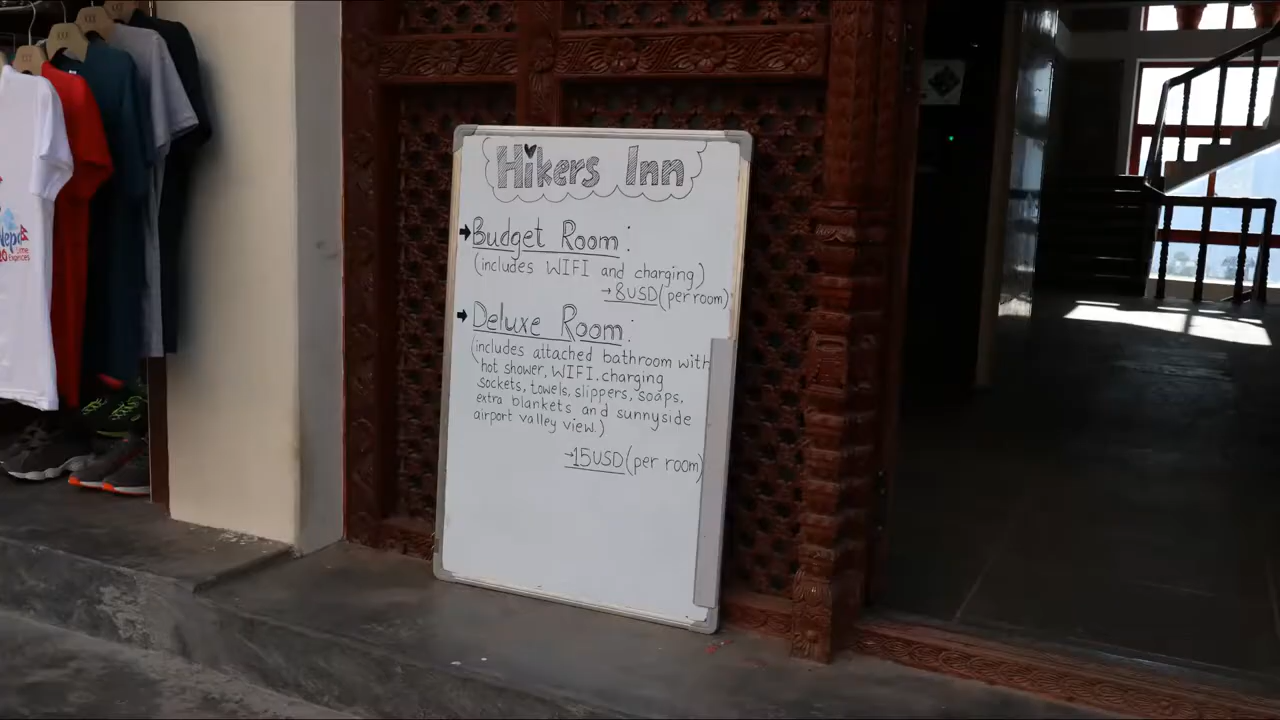 Hikers Inn
→Budget Room:
(includes WIFI and charging)
→8USD(per room)
→Deluxe Room:
(includes attached bathroom with
hot shower, WIFI.charging
sockets, towels, slippers, soaps,
extra blankets and sunnyside
airport valley view.)
→15USD(per room)